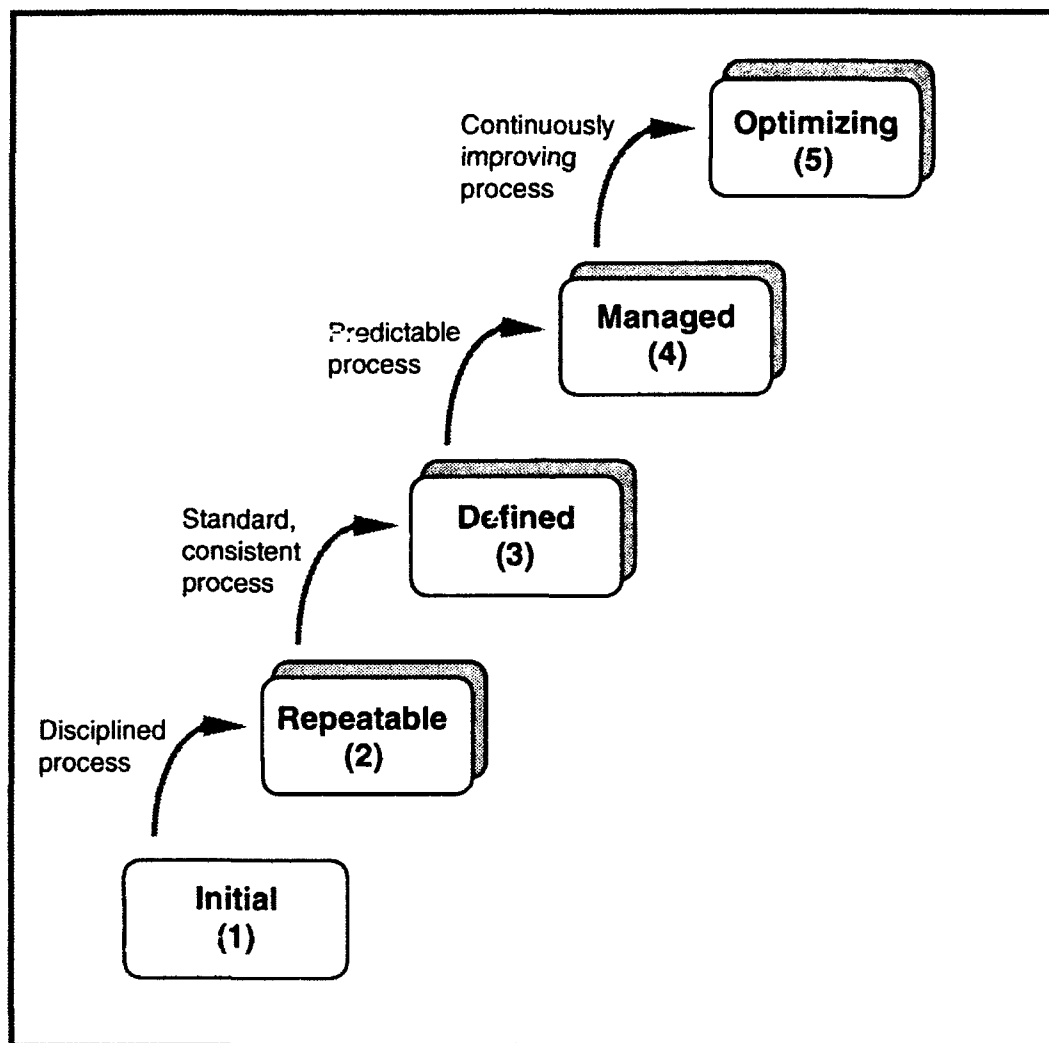 Continuously
improving
process
Optimizing
(5)
Predictable
process
Managed
(4)
Standard,
consistent
process
Defined
(3)
Disciplined
process
Repeatable
(2)
Initial
(1)